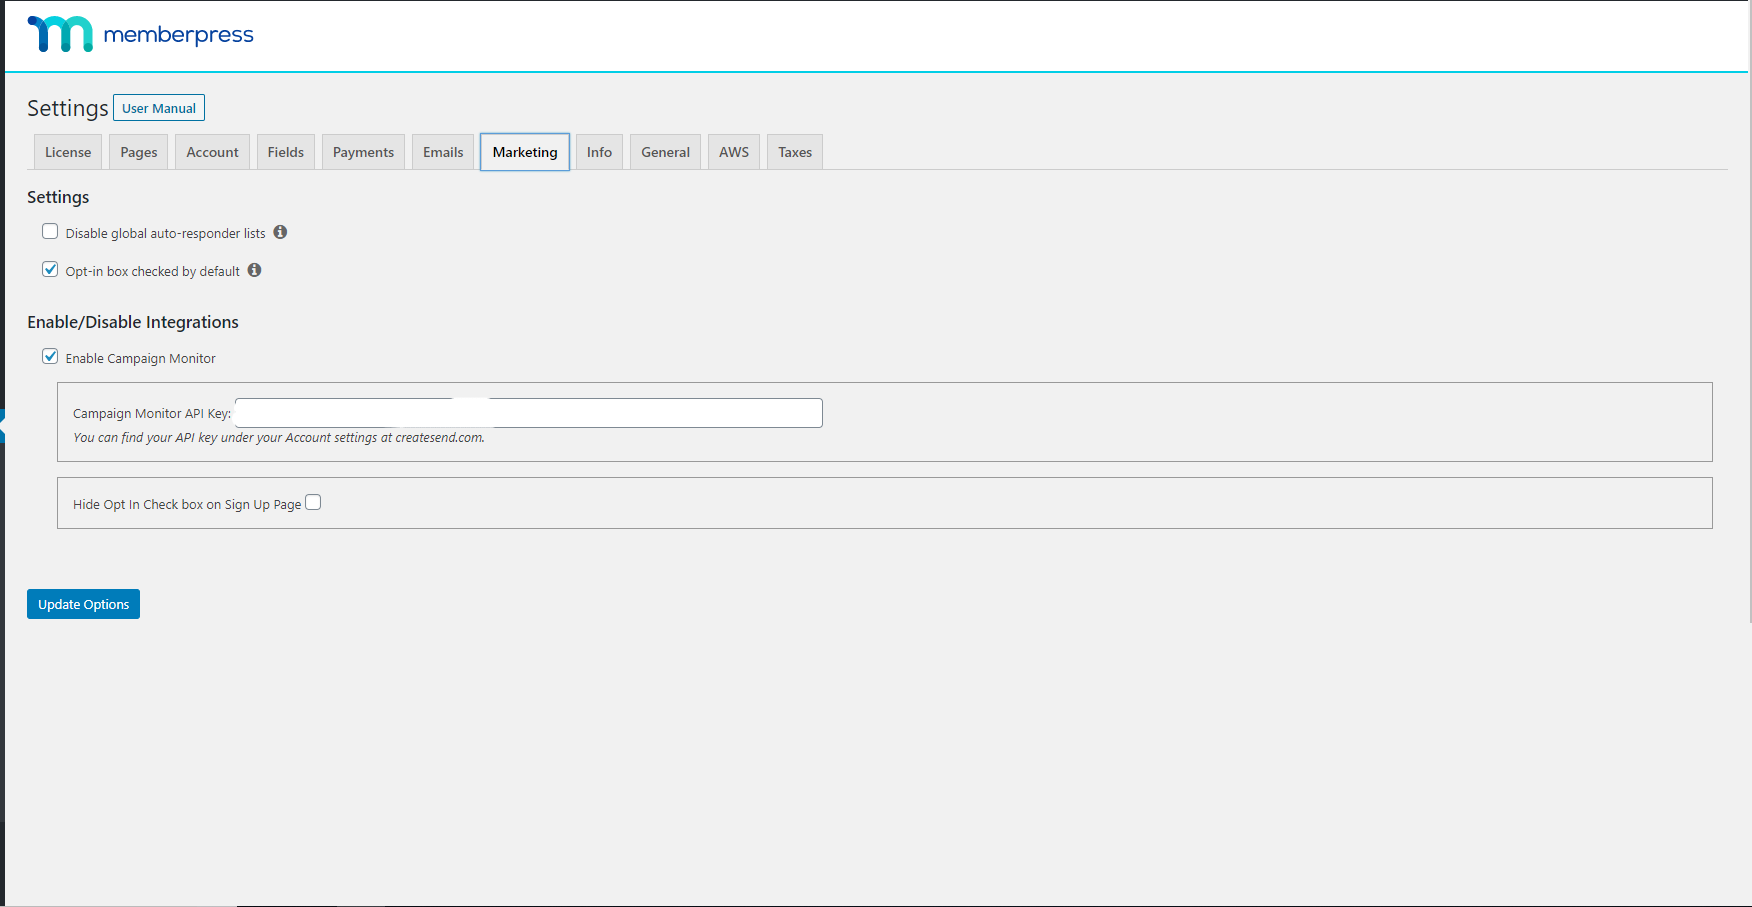 memberpress
Settings User Manual
License Pages Account Fields Payments Emails Marketing Info General AWS Taxes
Settings
Disable global auto-responder lists
Opt-in box checked by default
Enable/Disable Integrations
Enable Campaign Monitor
Campaign Monitor API Key:
You can find your API key under your Account settings at createsend.com.
Hide Opt In Check box on Sign Up Page
Update Options